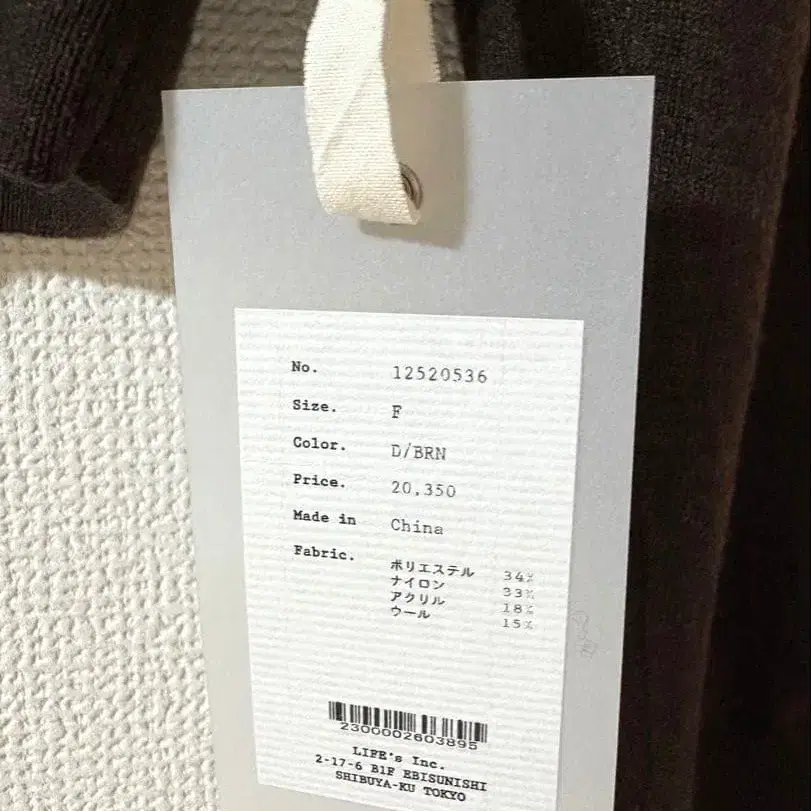 No. 12520536
Size. F
Color. D/BRN
Price. 20,350
Made in China
Fabric. ポリエステル 34%
ナイロン 33%
アクリル 18%
ウール 15%
2300002603895
LIFE's Inc.
2-17-6 B1F EBISUNISHI
SHIBUYA-KU TOKYO